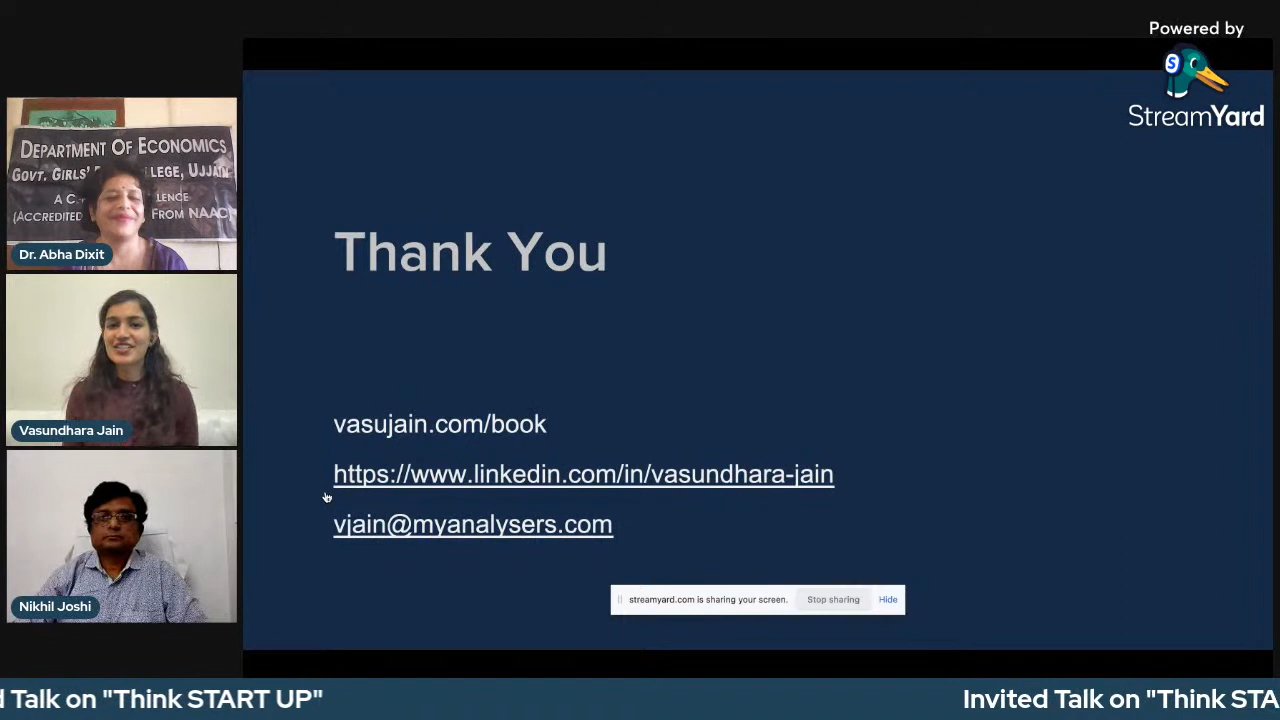 Powered by
StreamYard
DEPARTMENT OF ECONOMICS
GOVT. GIRLS' LEGE, UJJAIN
A C LENCE
(ACCREDITED FROM NAAC)
Dr. Abha Dixit
Vasundhara Jain
Nikhil Joshi
Thank You
vasujain.com/book
https://www.linkedin.com/in/vasundhara-jain
vjain@myanalysers.com
streamyard.com is sharing your screen. Stop sharing Hide
d Talk on "Think START UP" Invited Talk on "Think STA